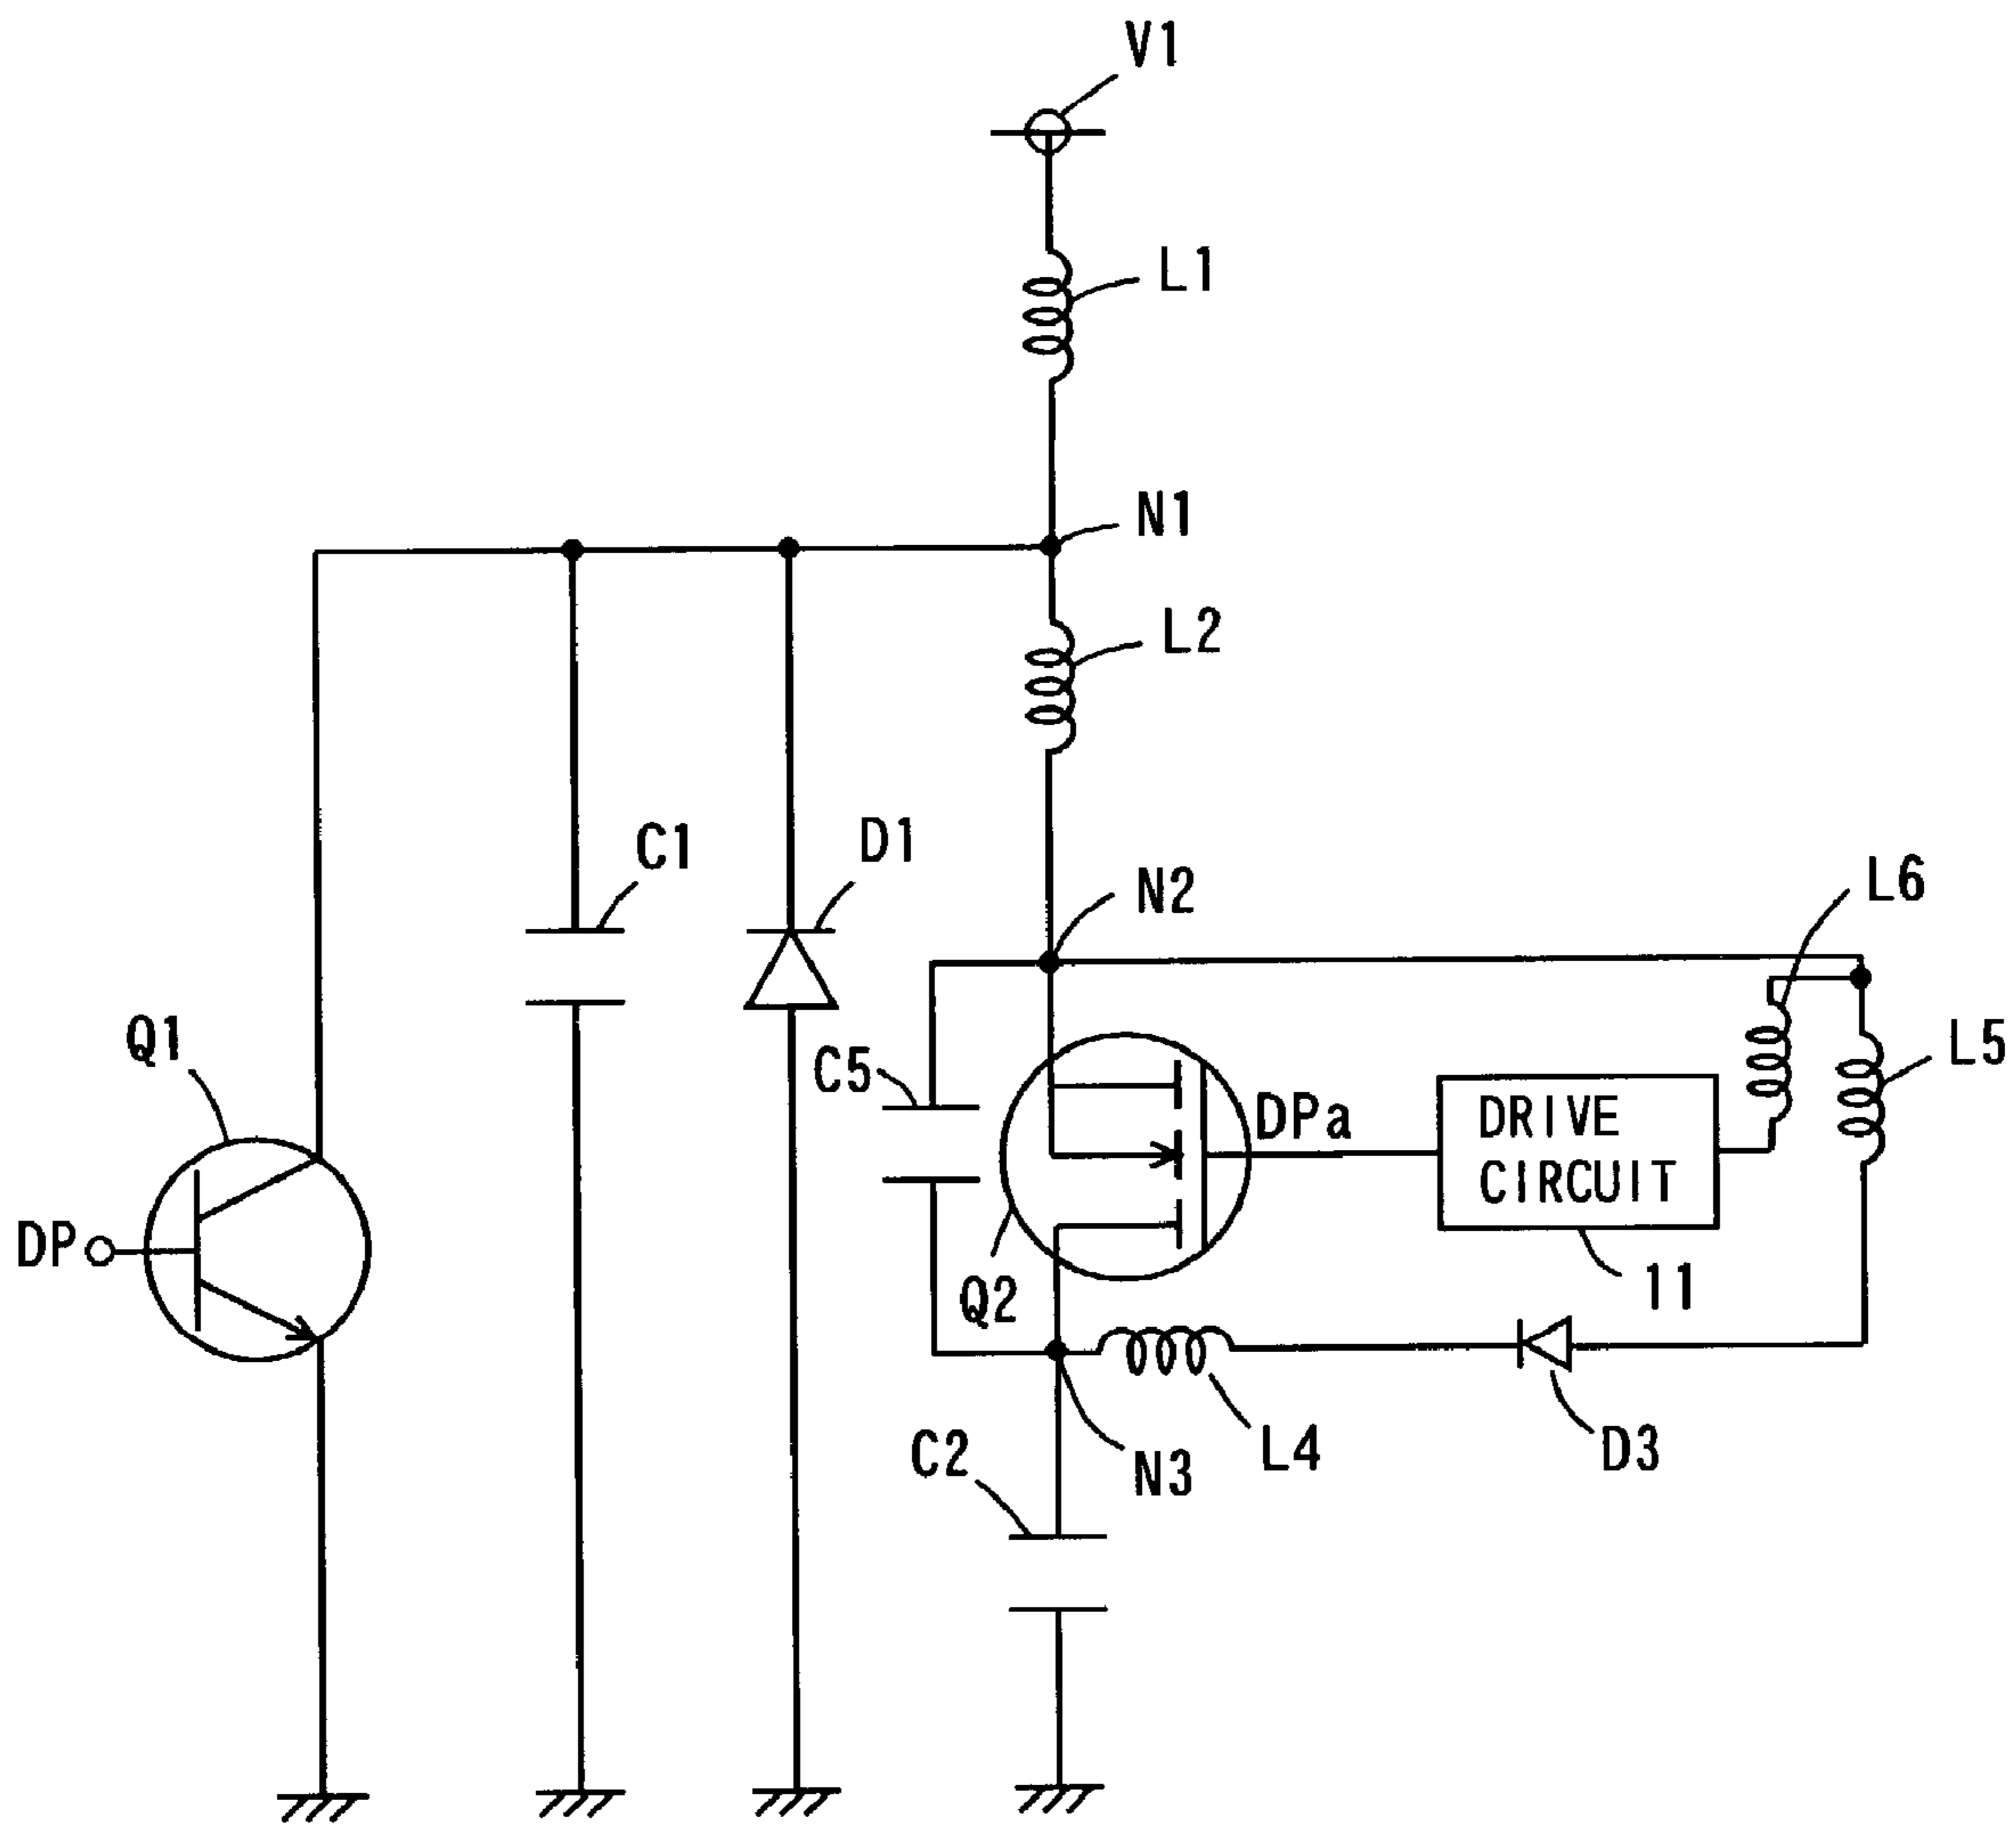 V1
L1
N1
L2
C1
D1
N2
L6
Q1
C5
L5
DPa
DRIVE
CIRCUIT
DP
Q2
11
C2
N3
L4
D3